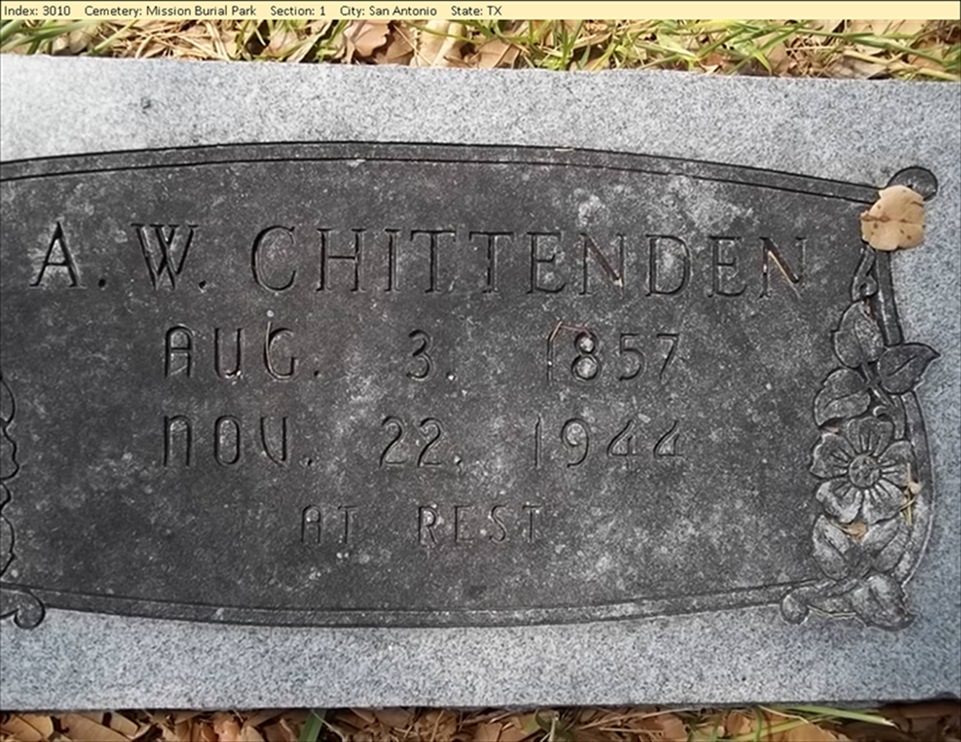 Index: 3010 Cemetery: Mission Burial Park Section: 1 City: San Antonio State: TX
A. W. CHITTENDEN
AUG. 3. 1857
NOV. 22. 1944
AT REST